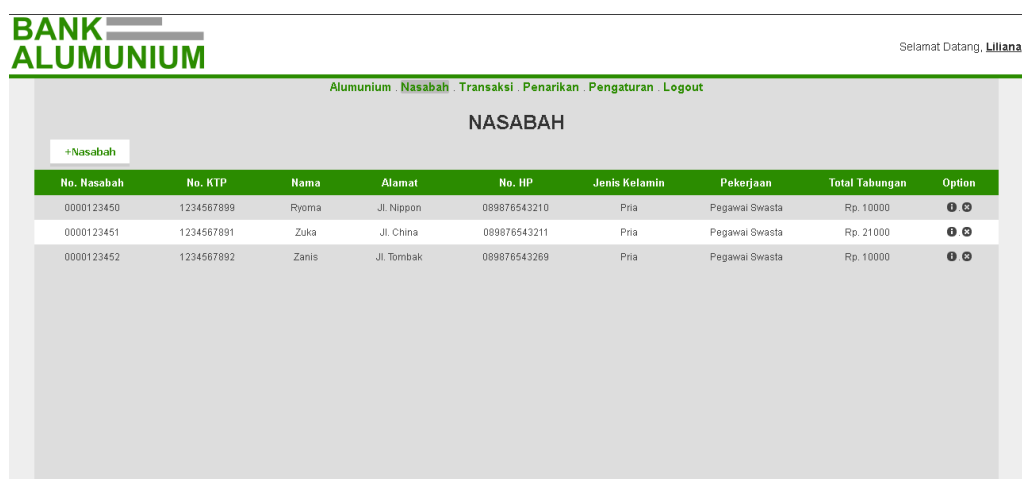 BANK
ALUMUNIUM
Selamat Datang, Liliana
Alumunium . Nasabah . Transaksi . Penarikan . Pengaturan . Logout
NASABAH
+Nasabah
No. Nasabah No. KTP Nama Alamat No. HP Jenis Kelamin Pekerjaan Total Tabungan Option
0000123450 1234567899 Ryoma Jl. Nippon 089876543210 Pria Pegawai Swasta Rp. 10000
0000123451 1234567891 Zuka Jl. China 089876543211 Pria Pegawai Swasta Rp. 21000
0000123452 1234567892 Zanis Jl. Tombak 089876543269 Pria Pegawai Swasta Rp. 10000